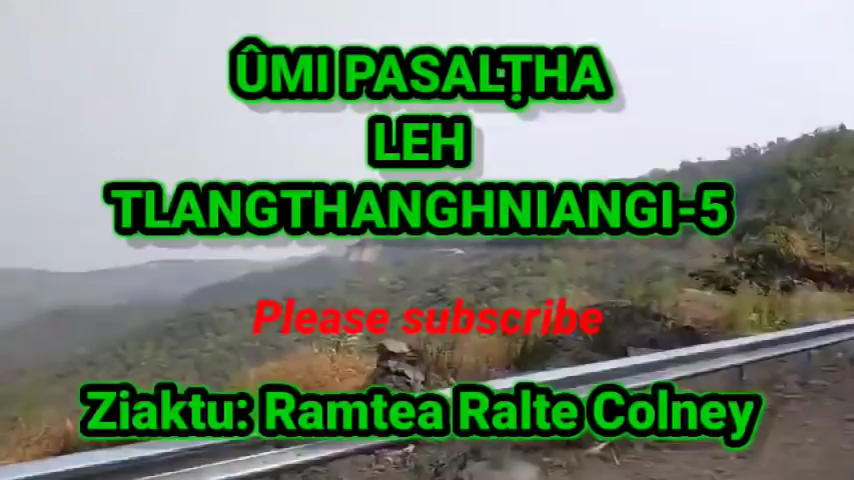 ÛMI PASALṬHA
LEH
TLANGTHANGHNIANGI-5
Please subscribe
Ziaktu: Ramtea Ralte Colney